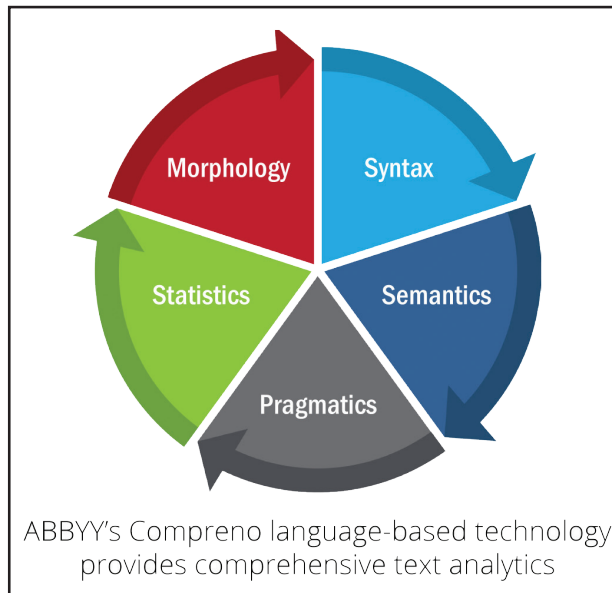 Morphology
Syntax
Statistics
Semantics
Pragmatics
ABBYY's Compreno language-based technology
provides comprehensive text analytics